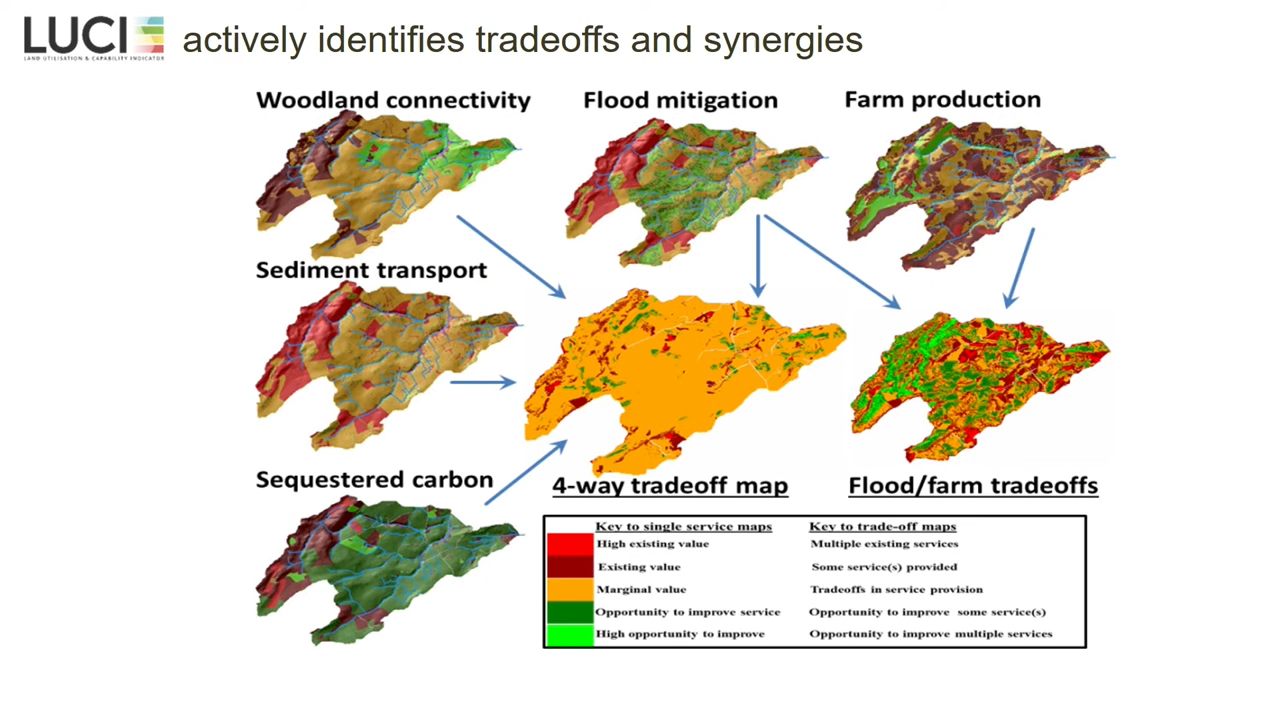 LUCI
LAND UTILISATION & CAPABILITY INDICATOR
actively identifies tradeoffs and synergies
Woodland connectivity
Flood mitigation
Farm production
Sediment transport
Sequestered carbon
4-way tradeoff map
Flood/farm tradeoffs
Key to single service maps
Key to trade-off maps
High existing value
Multiple existing services
Existing value
Some service(s) provided
Marginal value
Tradeoffs in service provision
Opportunity to improve service
Opportunity to improve some service(s)
High opportunity to improve
Opportunity to improve multiple services